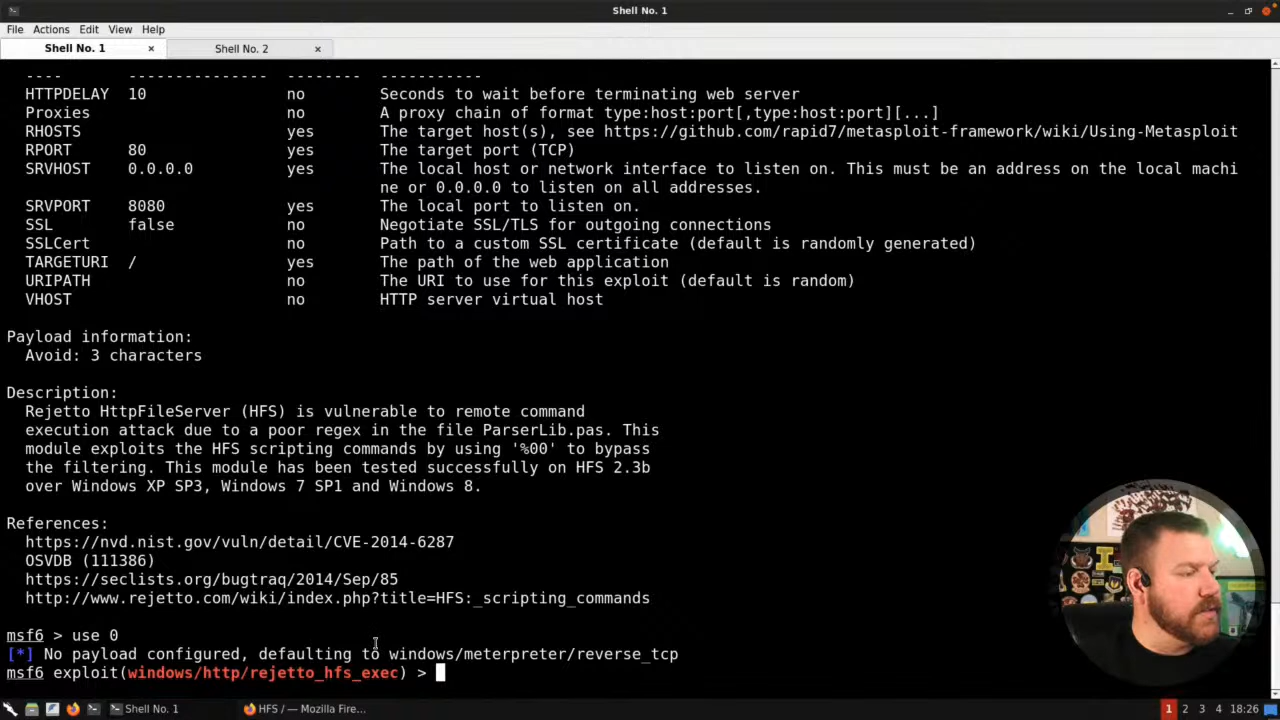 Shell No. 1
File Actions Edit View Help
Shell No. 1 × Shell No. 2 ×
---- --------------- -------- -----------
HTTPDELAY 10 no Seconds to wait before terminating web server
Proxies no A proxy chain of format type:host:port[,type:host:port][...]
RHOSTS yes The target host(s), see https://github.com/rapid7/metasploit-framework/wiki/Using-Metasploit
RPORT 80 yes The target port (TCP)
SRVHOST 0.0.0.0 yes The local host or network interface to listen on. This must be an address on the local machi
ne or 0.0.0.0 to listen on all addresses.
SRVPORT 8080 yes The local port to listen on.
SSL false no Negotiate SSL/TLS for outgoing connections
SSLCert no Path to a custom SSL certificate (default is randomly generated)
TARGETURI / yes The path of the web application
URIPATH no The URI to use for this exploit (default is random)
VHOST no HTTP server virtual host
Payload information:
Avoid: 3 characters
Description:
Rejetto HttpFileServer (HFS) is vulnerable to remote command
execution attack due to a poor regex in the file ParserLib.pas. This
module exploits the HFS scripting commands by using '%00' to bypass
the filtering. This module has been tested successfully on HFS 2.3b
over Windows XP SP3, Windows 7 SP1 and Windows 8.
References:
https://nvd.nist.gov/vuln/detail/CVE-2014-6287
OSVDB (111386)
https://seclists.org/bugtraq/2014/Sep/85
http://www.rejetto.com/wiki/index.php?title=HFS:_scripting_commands
msf6 > use 0
[*] No payload configured, defaulting to windows/meterpreter/reverse_tcp
msf6 exploit(windows/http/rejetto_hfs_exec) >
Shell No. 1 HFS / — Mozilla Fire... 1 2 3 4 18:26